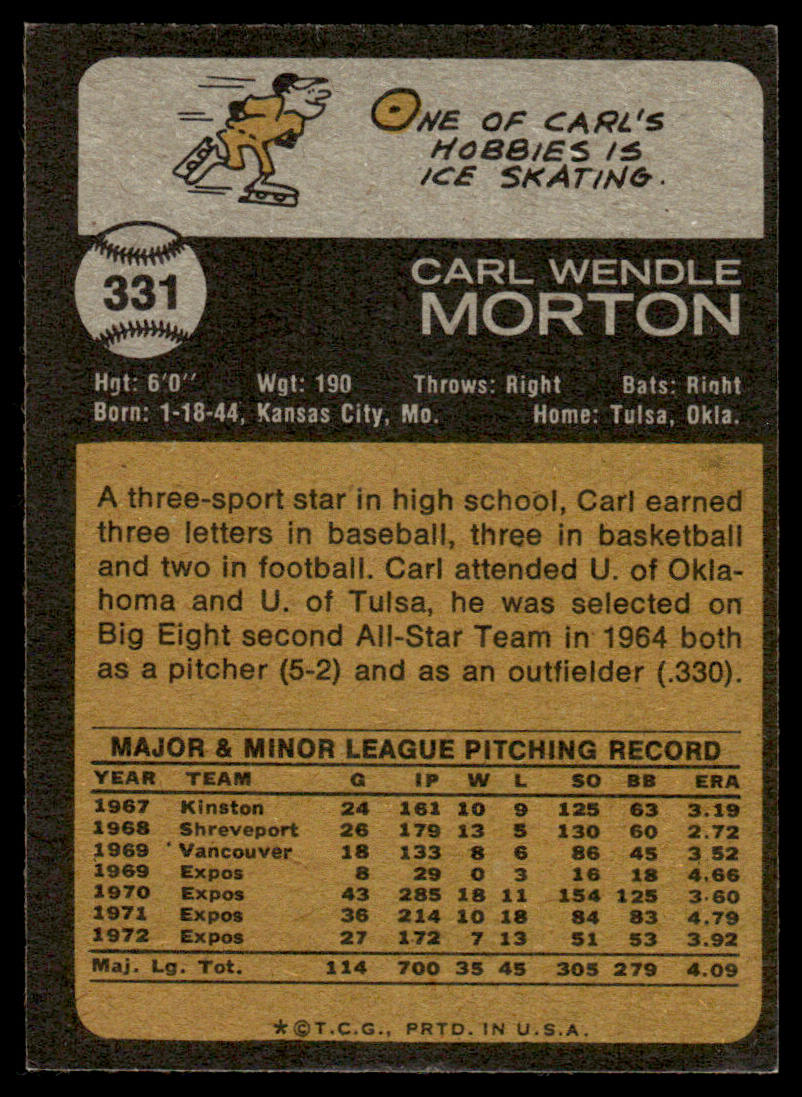 ONE OF CARL'S
HOBBIES IS
ICE SKATING.
331
CARL WENDLE
MORTON
Hgt: 6'0" Wgt: 190 Throws: Right Bats: Right
Born: 1-18-44, Kansas City, Mo. Home: Tulsa, Okla.
A three-sport star in high school, Carl earned
three letters in baseball, three in basketball
and two in football. Carl attended U. of Okla-
homa and U. of Tulsa, he was selected on
Big Eight second All-Star Team in 1964 both
as a pitcher (5-2) and as an outfielder (.330).
MAJOR & MINOR LEAGUE PITCHING RECORD
YEAR TEAM G IP W L SO BB ERA
1967 Kinston 24 161 10 9 125 63 3.19
1968 Shreveport 26 179 13 5 130 60 2.72
1969 Vancouver 18 133 8 6 86 45 3 52
1969 Expos 8 29 0 3 16 18 4.66
1970 Expos 43 285 18 11 154 125 3.60
1971 Expos 36 214 10 18 84 83 4.79
1972 Expos 27 172 7 13 51 53 3.92
Maj. Lg. Tot. 114 700 35 45 305 279 4.09
*©T.C.G., PRTD. IN U.S.A.